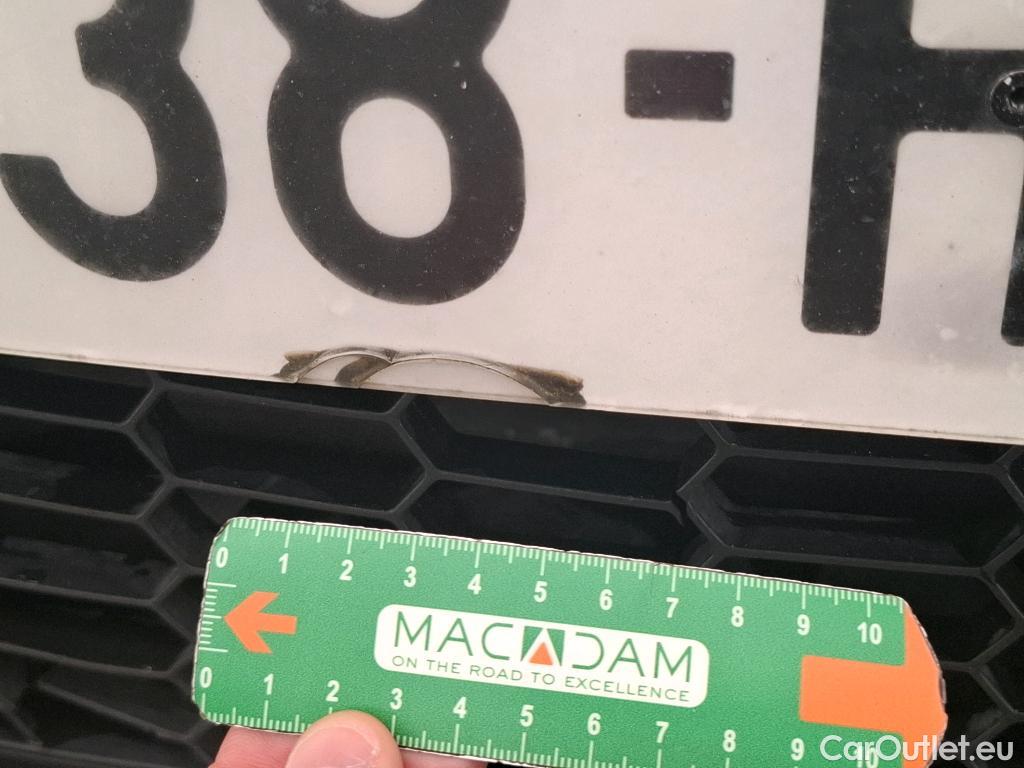 38-H
0 1 2 3 4 5 6 7 8 9 10
MACADAM
ON THE ROAD TO EXCELLENCE
0 1 2 3 4 5 6 7 8 9 10
CarOutlet.eu